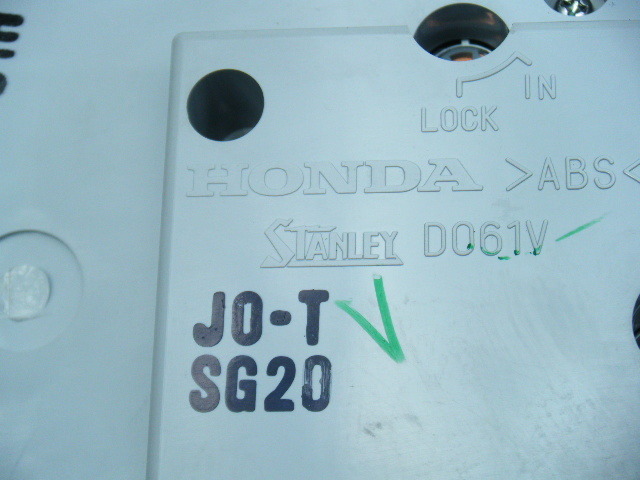 IN
LOCK
HONDA >ABS<
STANLEY D061V
J0-T
SG20